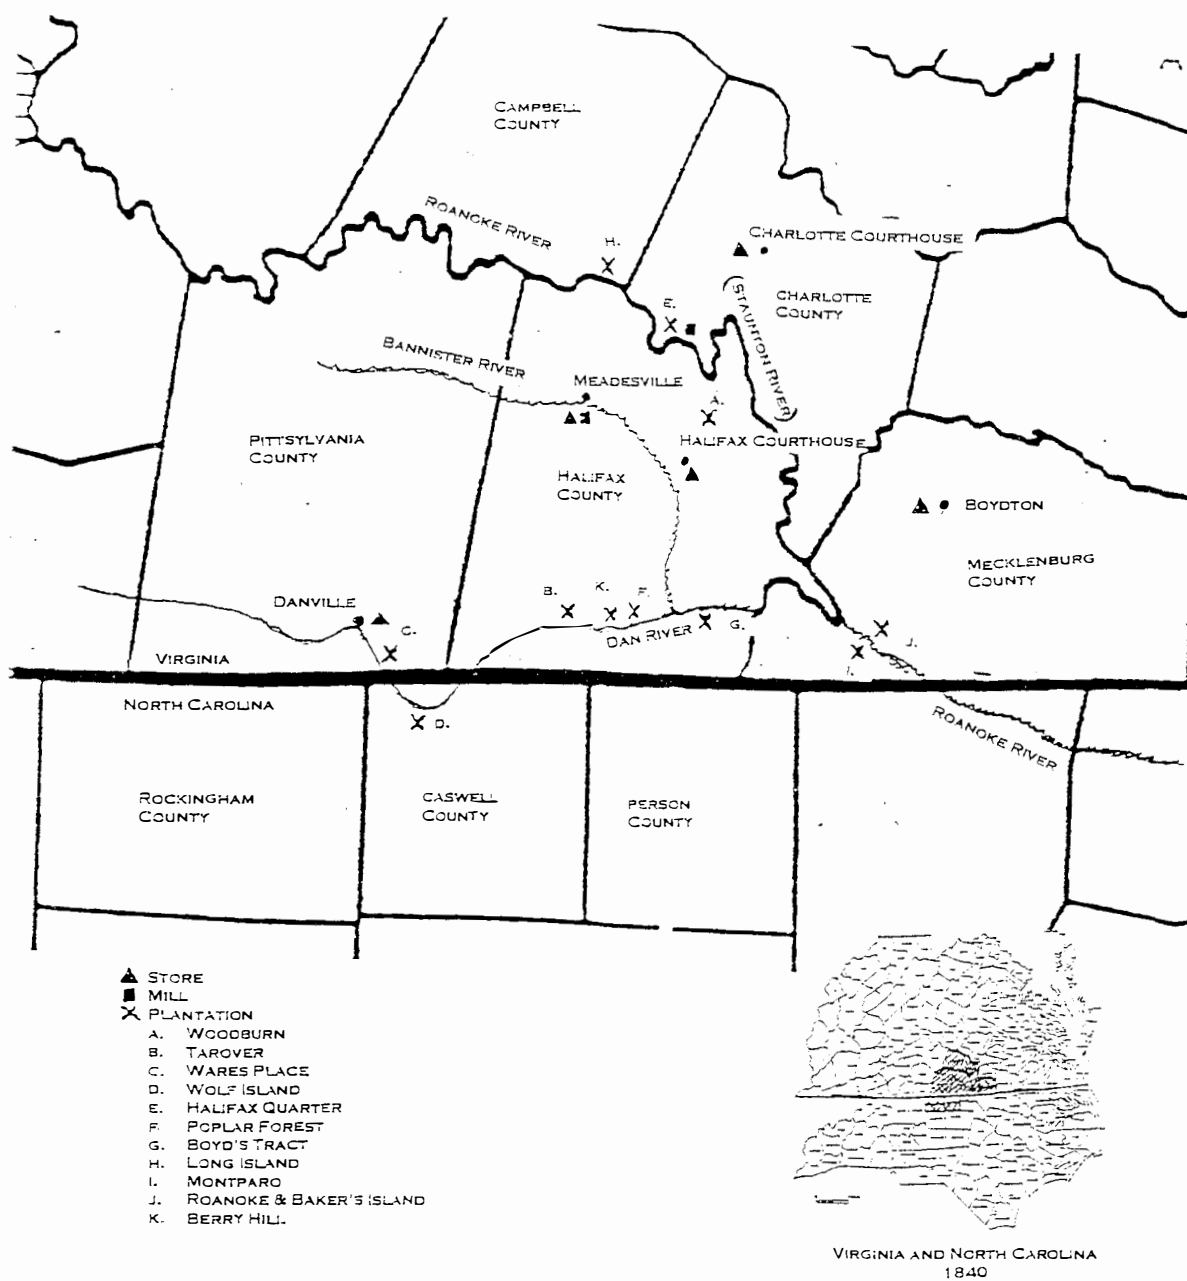 CAMPBELL
COUNTY
ROANOKE RIVER
H.
CHARLOTTE COURTHOUSE
E.
(STAUNTON RIVER)
CHARLOTTE
COUNTY
BANNISTER RIVER
MEADESVILLE
A.
PITTSYLVANIA
COUNTY
HALIFAX COURTHOUSE
HALIFAX
COUNTY
BOYDTON
MECKLENBURG
COUNTY
B.
K.
F.
DANVILLE
C.
DAN RIVER
G.
J.
VIRGINIA
I.
NORTH CAROLINA
D.
ROANOKE RIVER
ROCKINGHAM
COUNTY
CASWELL
COUNTY
PERSON
COUNTY
STORE
MILL
PLANTATION
A. WOODBURN
B. TAROVER
C. WARES PLACE
D. WOLF ISLAND
E. HALIFAX QUARTER
F. POPLAR FOREST
G. BOYD'S TRACT
H. LONG ISLAND
I. MONTPARO
J. ROANOKE & BAKER'S ISLAND
K. BERRY HILL
VIRGINIA AND NORTH CAROLINA
1840